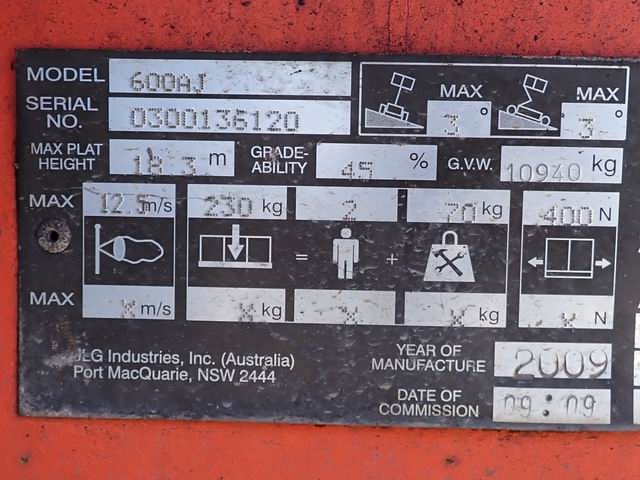 MODEL 600AJ
SERIAL NO. 0300136120
MAX 3° MAX 3°
MAX PLAT HEIGHT 18.3 m GRADE-ABILITY 45 % G.V.W. 10940 kg
MAX 12.5 m/s 230 kg 2 70 kg 400 N
= +
MAX X m/s X kg X X kg X N
JLG Industries, Inc. (Australia)
Port MacQuarie, NSW 2444
YEAR OF MANUFACTURE 2009
DATE OF COMMISSION 09:09